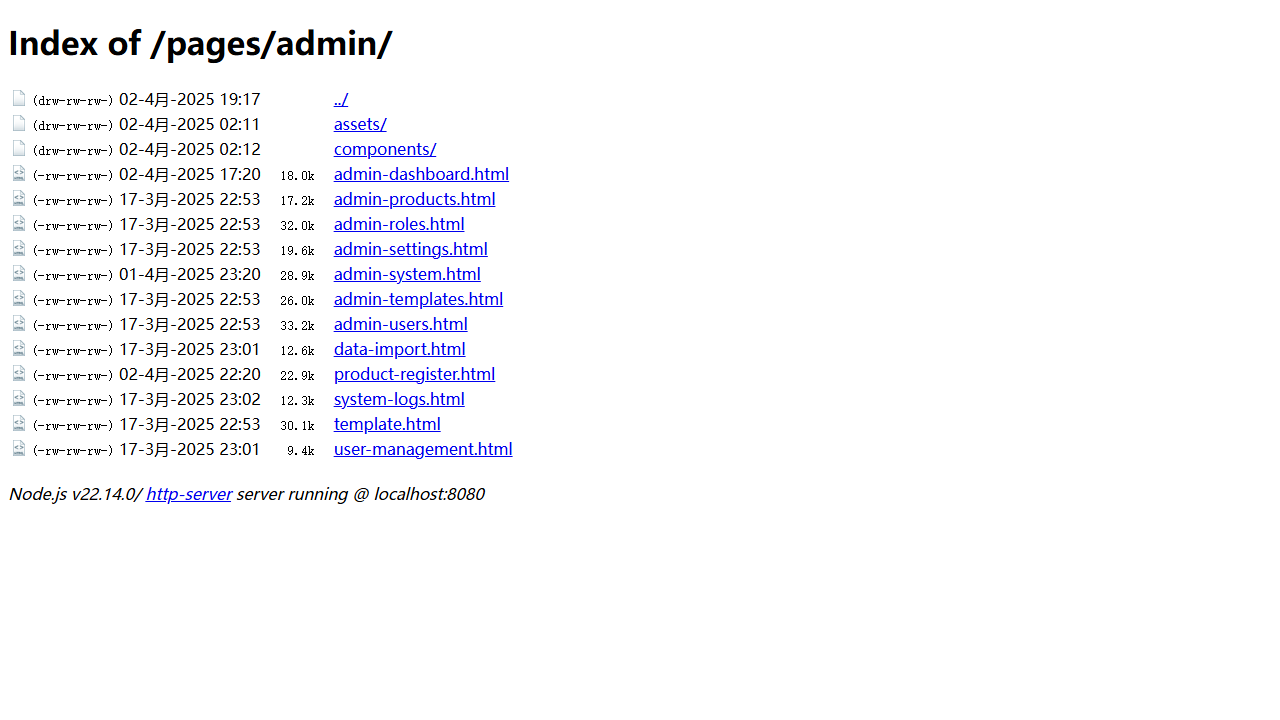 Index of /pages/admin/
(drw-rw-rw-) 02-4月-2025 19:17 ../
(drw-rw-rw-) 02-4月-2025 02:11 assets/
(drw-rw-rw-) 02-4月-2025 02:12 components/
(-rw-rw-rw-) 02-4月-2025 17:20 18.0k admin-dashboard.html
(-rw-rw-rw-) 17-3月-2025 22:53 17.2k admin-products.html
(-rw-rw-rw-) 17-3月-2025 22:53 32.0k admin-roles.html
(-rw-rw-rw-) 17-3月-2025 22:53 19.6k admin-settings.html
(-rw-rw-rw-) 01-4月-2025 23:20 28.9k admin-system.html
(-rw-rw-rw-) 17-3月-2025 22:53 26.0k admin-templates.html
(-rw-rw-rw-) 17-3月-2025 22:53 33.2k admin-users.html
(-rw-rw-rw-) 17-3月-2025 23:01 12.6k data-import.html
(-rw-rw-rw-) 02-4月-2025 22:20 22.9k product-register.html
(-rw-rw-rw-) 17-3月-2025 23:02 12.3k system-logs.html
(-rw-rw-rw-) 17-3月-2025 22:53 30.1k template.html
(-rw-rw-rw-) 17-3月-2025 23:01 9.4k user-management.html
Node.js v22.14.0/ http-server server running @ localhost:8080